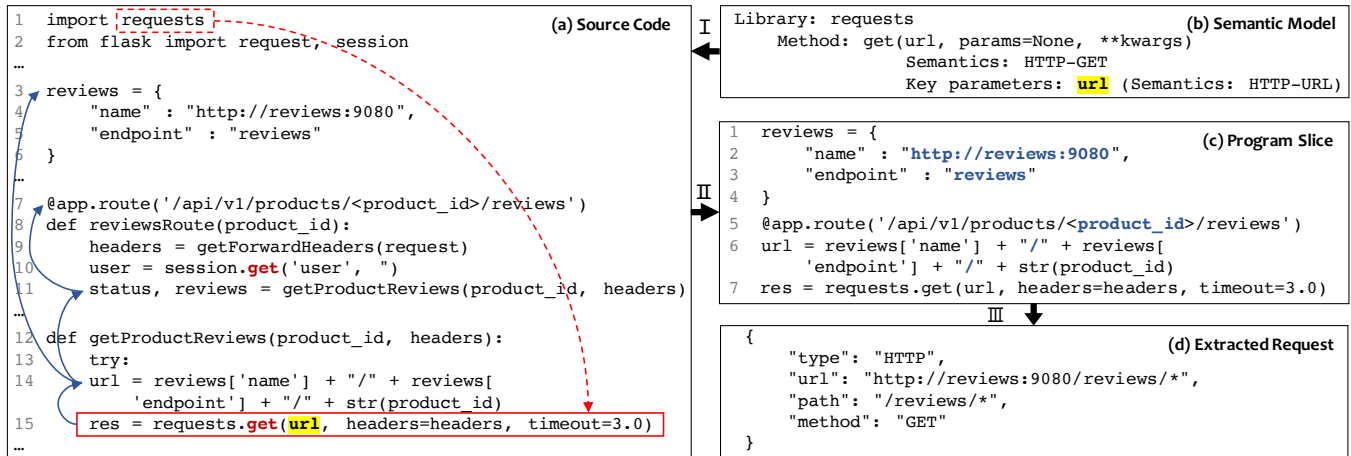 (a) Source Code
1 import requests
2 from flask import request, session
…
3 reviews = {
4 "name" : "http://reviews:9080",
5 "endpoint" : "reviews"
6 }
…
7 @app.route('/api/v1/products/<product_id>/reviews')
8 def reviewsRoute(product_id):
9 headers = getForwardHeaders(request)
10 user = session.get('user', '')
11 status, reviews = getProductReviews(product_id, headers)
…
12 def getProductReviews(product_id, headers):
13 try:
14 url = reviews['name'] + "/" + reviews[
'endpoint'] + "/" + str(product_id)
15 res = requests.get(url, headers=headers, timeout=3.0)
…
I
(b) Semantic Model
Library: requests
Method: get(url, params=None, **kwargs)
Semantics: HTTP-GET
Key parameters: url (Semantics: HTTP-URL)
II
(c) Program Slice
1 reviews = {
2 "name" : "http://reviews:9080",
3 "endpoint" : "reviews"
4 }
5 @app.route('/api/v1/products/<product_id>/reviews')
6 url = reviews['name'] + "/" + reviews[
'endpoint'] + "/" + str(product_id)
7 res = requests.get(url, headers=headers, timeout=3.0)
III
(d) Extracted Request
{
"type": "HTTP",
"url": "http://reviews:9080/reviews/*",
"path": "/reviews/*",
"method": "GET"
}